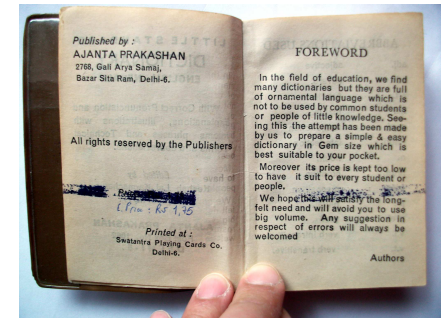 Published by :
AJANTA PRAKASHAN
2768, Gali Arya Samaj,
Bazar Sita Ram, Delhi-6.
All rights reserved by the Publishers
Rs 1,75
Printed at :
Swatantra Playing Cards Co.
Delhi-6.
FOREWORD
In the field of education, we find
many dictionaries but they are full
of ornamental language which is
not to be used by common students
or people of little knowledge. See-
ing this the attempt has been made
by us to prepare a simple & easy
dictionary in Gem size which is
best suitable to your pocket.
Moreover its price is kept too low
to have it suit to every student or
people.
We hope this will satisfy the long-
felt need and will avoid you to use
big volume. Any suggestion in
respect of errors will always be
welcomed
Authors